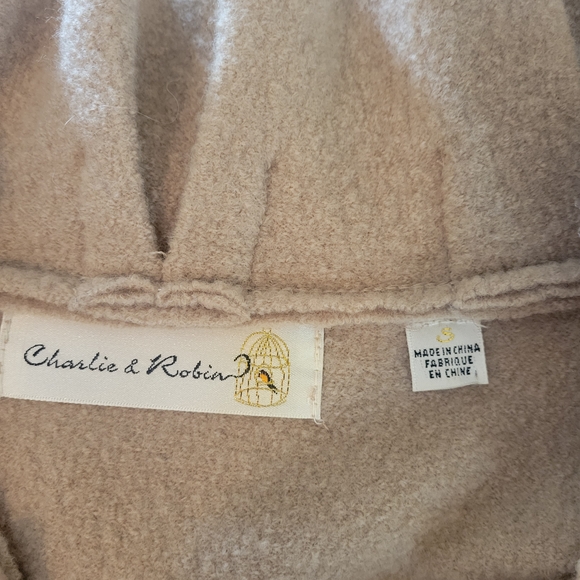 Charlie & Robin
S
MADE IN CHINA
FABRIQUE
EN CHINE